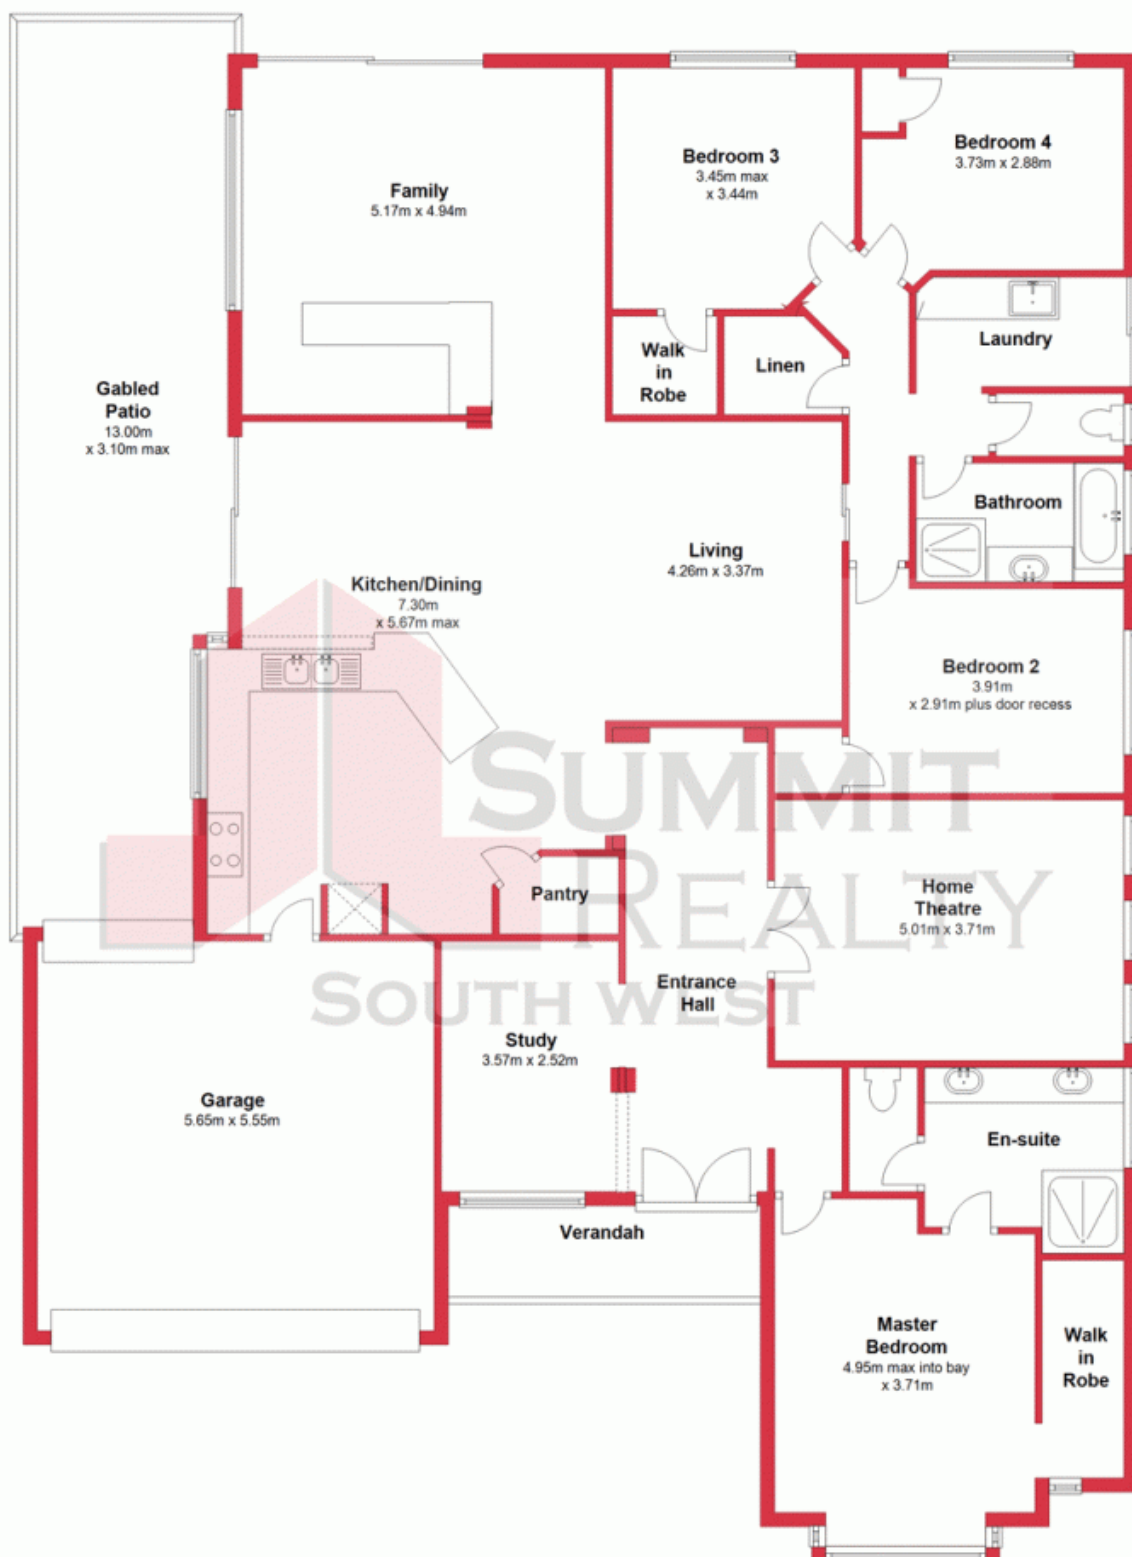 Bedroom 3
3.45m max
x 3.44m
Bedroom 4
3.73m x 2.88m
Family
5.17m x 4.94m
Laundry
Walk
in
Robe
Linen
Gabled
Patio
13.00m
x 3.10m max
Bathroom
Living
4.26m x 3.37m
Kitchen/Dining
7.30m
x 5.67m max
Bedroom 2
3.91m
x 2.91m plus door recess
SUMMIT
REALTY
SOUTH WEST
Pantry
Home
Theatre
5.01m x 3.71m
Entrance
Hall
Study
3.57m x 2.52m
Garage
5.65m x 5.55m
En-suite
Verandah
Master
Bedroom
4.95m max into bay
x 3.71m
Walk
in
Robe